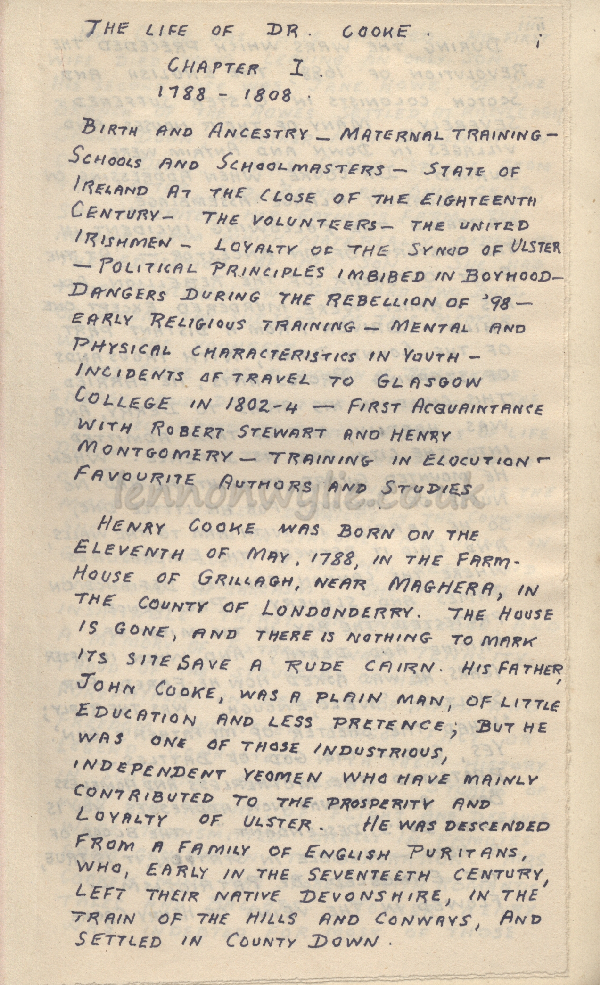 THE LIFE OF DR. COOKE. i
CHAPTER I.
1788 - 1808.
BIRTH AND ANCESTRY — MATERNAL TRAINING —
SCHOOLS AND SCHOOLMASTERS — STATE OF
IRELAND AT THE CLOSE OF THE EIGHTEENTH
CENTURY — THE VOLUNTEERS — THE UNITED
IRISHMEN — LOYALTY OF THE SYNOD OF ULSTER
— POLITICAL PRINCIPLES IMBIBED IN BOYHOOD —
DANGERS DURING THE REBELLION OF '98 —
EARLY RELIGIOUS TRAINING — MENTAL AND
PHYSICAL CHARACTERISTICS IN YOUTH —
INCIDENTS OF TRAVEL TO GLASGOW
COLLEGE IN 1802-4 — FIRST ACQUAINTANCE
WITH ROBERT STEWART AND HENRY
MONTGOMERY — TRAINING IN ELOCUTION —
FAVOURITE AUTHORS AND STUDIES
lennonwylie.co.uk
HENRY COOKE WAS BORN ON THE
ELEVENTH OF MAY, 1788, IN THE FARM-
HOUSE OF GRILLAGH, NEAR MAGHERA, IN
THE COUNTY OF LONDONDERRY. THE HOUSE
IS GONE, AND THERE IS NOTHING TO MARK
ITS SITE SAVE A RUDE CAIRN. HIS FATHER,
JOHN COOKE, WAS A PLAIN MAN, OF LITTLE
EDUCATION AND LESS PRETENCE; BUT HE
WAS ONE OF THOSE INDUSTRIOUS,
INDEPENDENT YEOMEN WHO HAVE MAINLY
CONTRIBUTED TO THE PROSPERITY AND
LOYALTY OF ULSTER. HE WAS DESCENDED
FROM A FAMILY OF ENGLISH PURITANS,
WHO, EARLY IN THE SEVENTEETH CENTURY,
LEFT THEIR NATIVE DEVONSHIRE, IN THE
TRAIN OF THE HILLS AND CONWAYS, AND
SETTLED IN COUNTY DOWN.